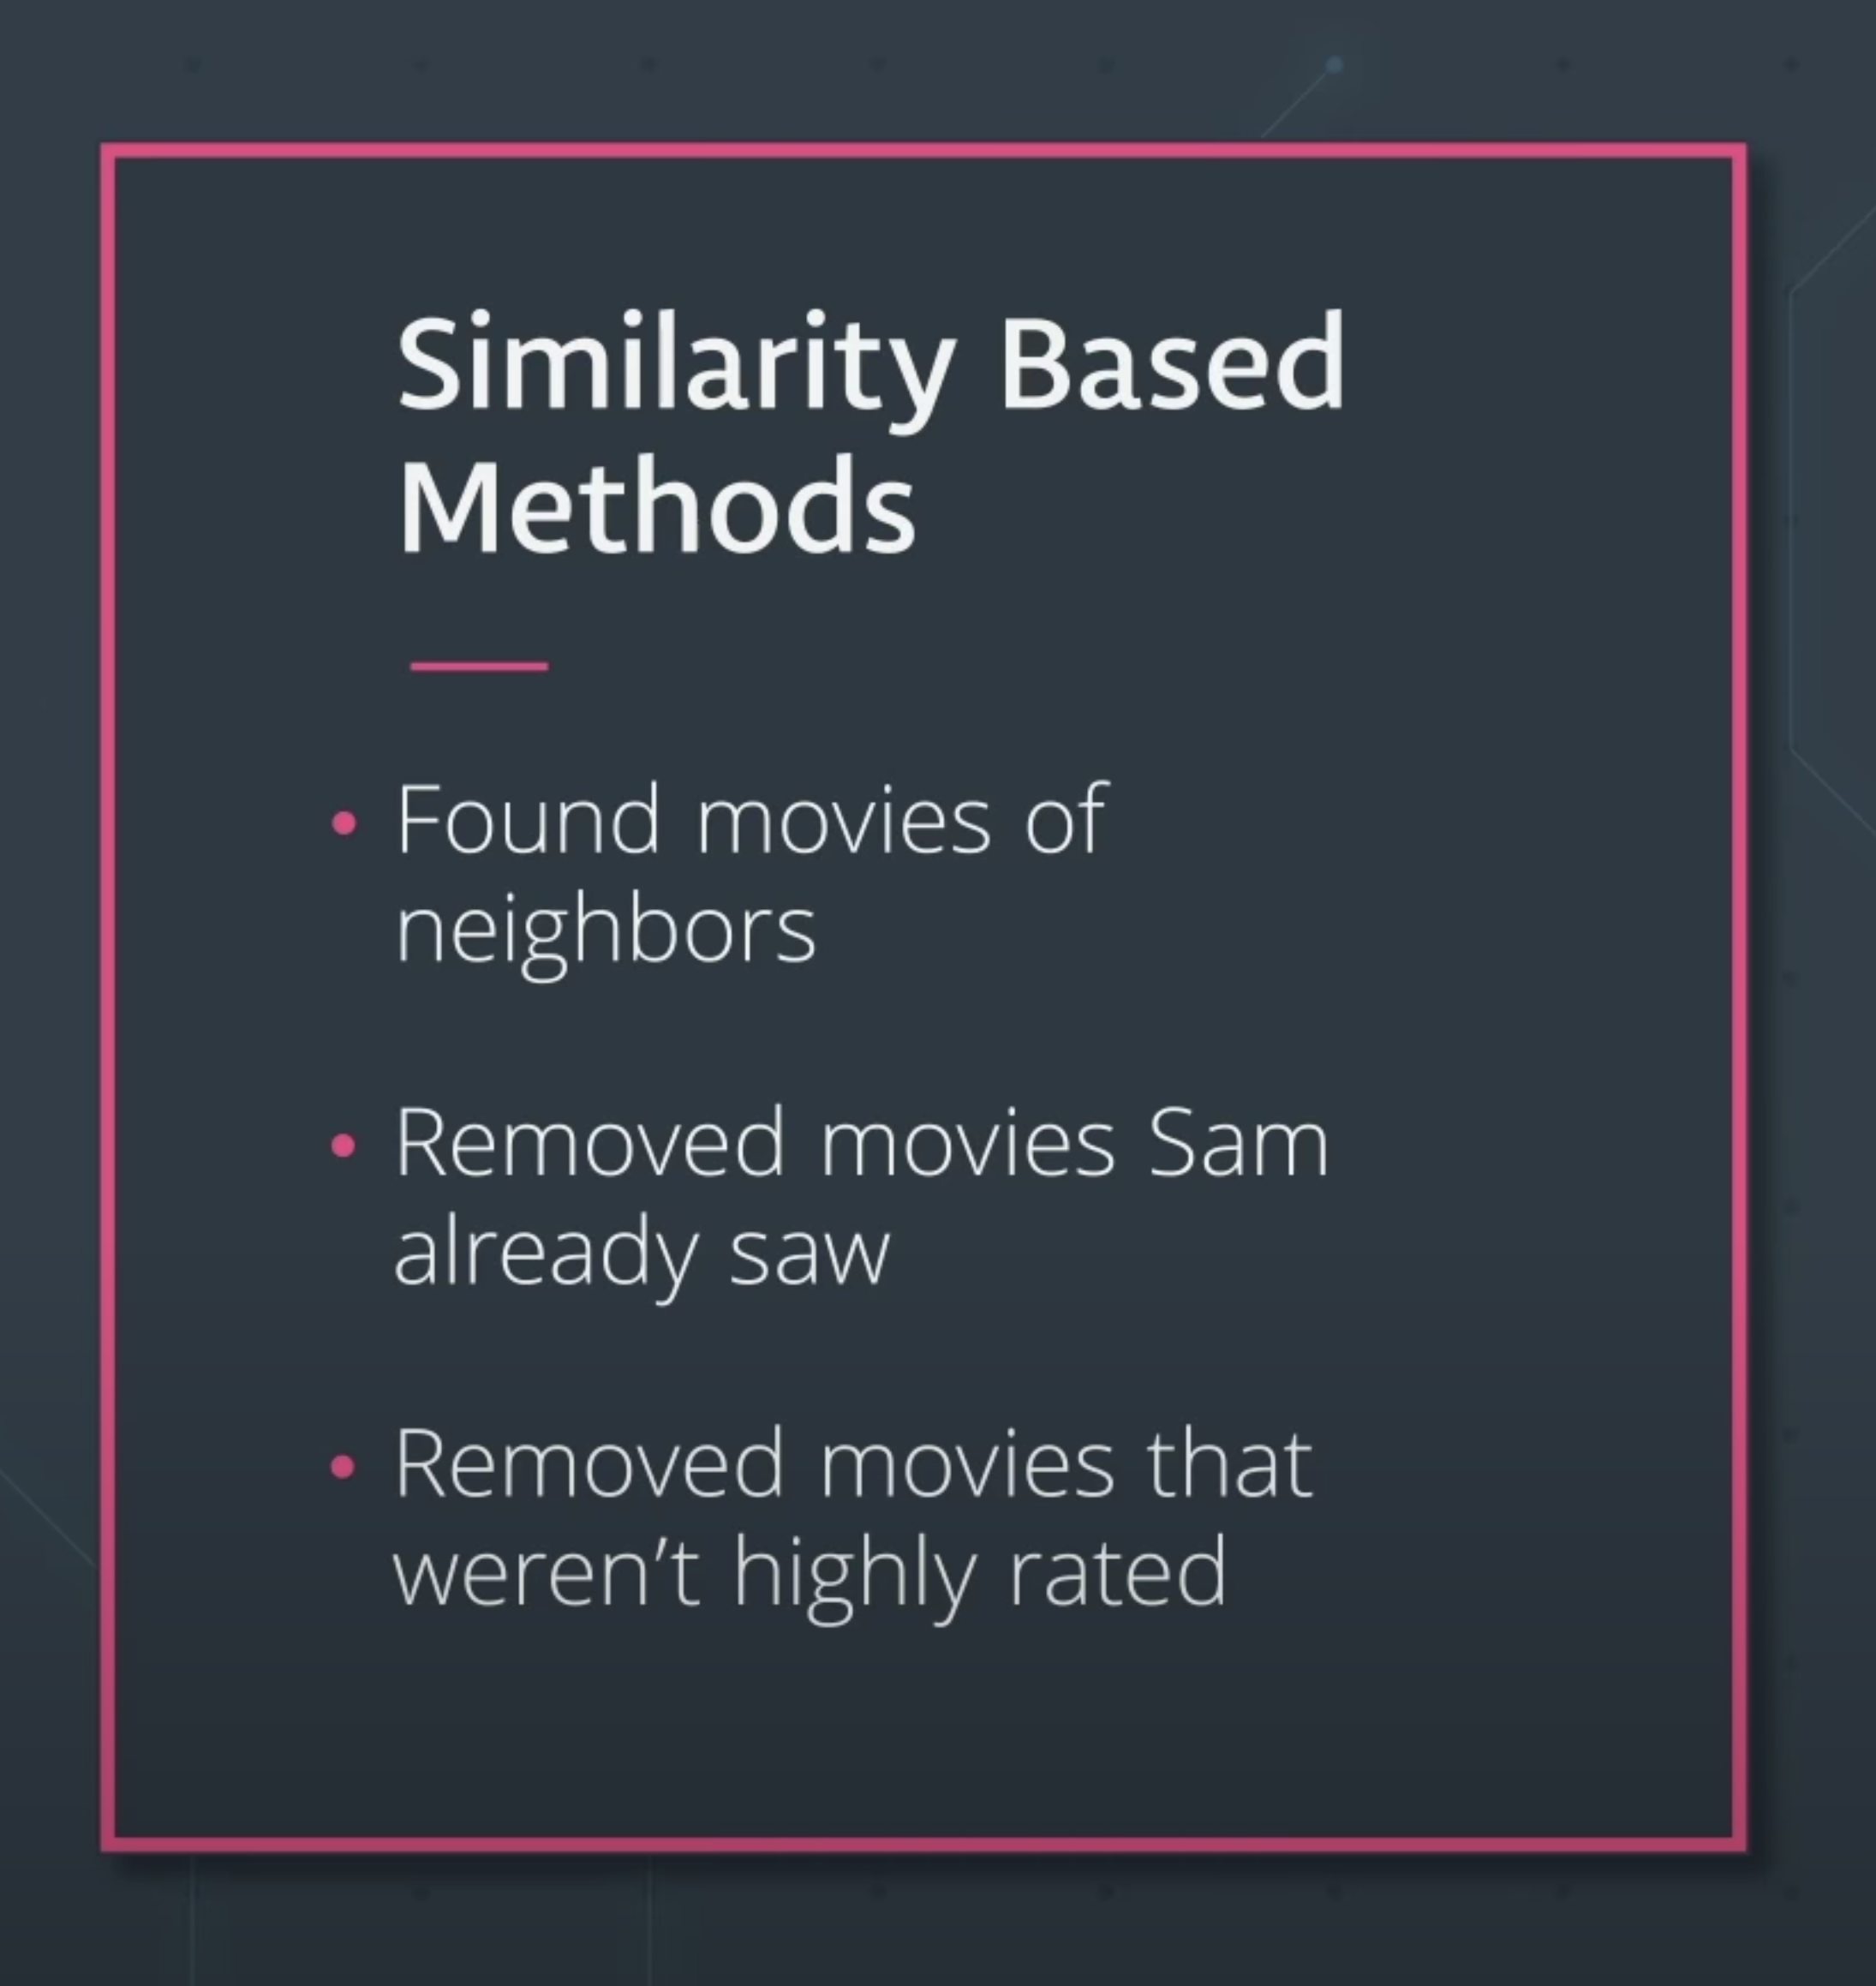 Similarity Based
Methods
Found movies of
neighbors
Removed movies Sam
already saw
Removed movies that
weren’t highly rated